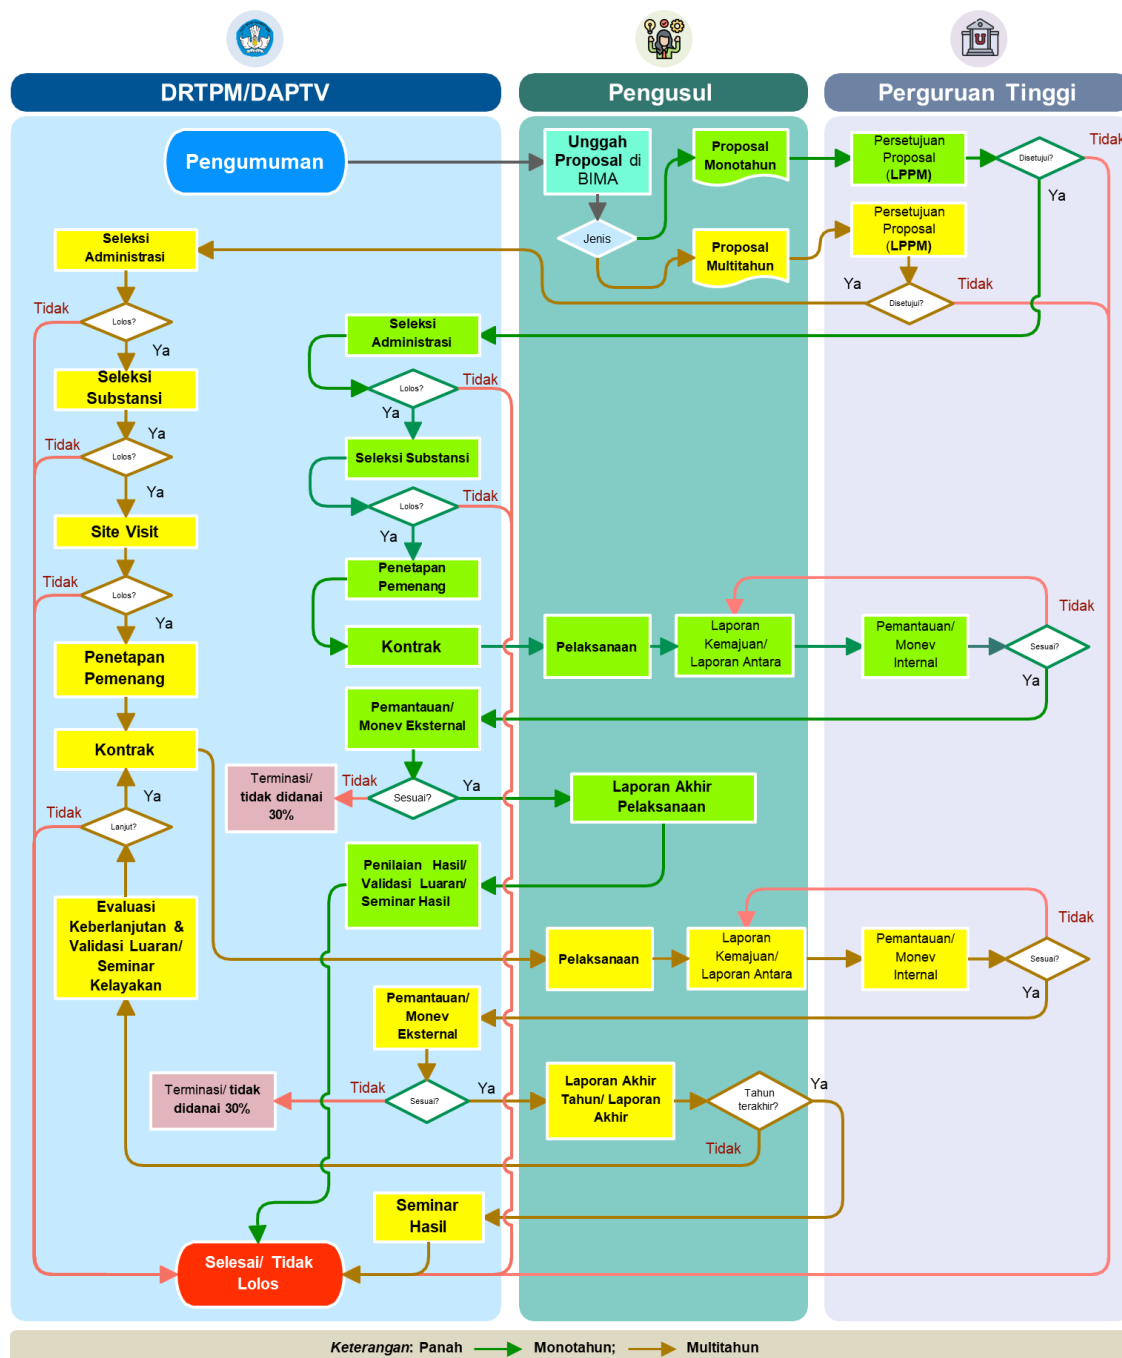 DRTPM/DAPTV
Pengusul
Perguruan Tinggi
Pengumuman
Unggah
Proposal di
BIMA
Proposal
Monotahun
Persetujuan
Proposal
(LPPM)
Disetujui?
Tidak
Ya
Jenis
Proposal
Multitahun
Persetujuan
Proposal
(LPPM)
Ya
Disetujui?
Tidak
Seleksi
Administrasi
Tidak
Lolos?
Ya
Seleksi
Substansi
Ya
Tidak
Lolos?
Ya
Site Visit
Tidak
Lolos?
Ya
Penetapan
Pemenang
Kontrak
Ya
Tidak
Lanjut?
Evaluasi
Keberlanjutan &
Validasi Luaran/
Seminar
Kelayakan
Seleksi
Administrasi
Lolos?
Tidak
Ya
Seleksi Substansi
Lolos?
Tidak
Ya
Penetapan
Pemenang
Kontrak
Pelaksanaan
Laporan
Kemajuan/
Laporan Antara
Pemantauan/
Monev
Internal
Tidak
Sesuai?
Ya
Pemantauan/
Monev Eksternal
Terminasi/
tidak didanai
30%
Tidak
Sesuai?
Ya
Laporan Akhir
Pelaksanaan
Penilaian Hasil/
Validasi Luaran/
Seminar Hasil
Pelaksanaan
Laporan
Kemajuan/
Laporan Antara
Pemantauan/
Monev
Internal
Tidak
Sesuai?
Ya
Pemantauan/
Monev
Eksternal
Terminasi/ tidak
didanai 30%
Tidak
Sesuai?
Ya
Laporan Akhir
Tahun/ Laporan
Akhir
Tahun
terakhir?
Ya
Tidak
Seminar
Hasil
Selesai/ Tidak
Lolos
Keterangan: Panah Monotahun; Multitahun